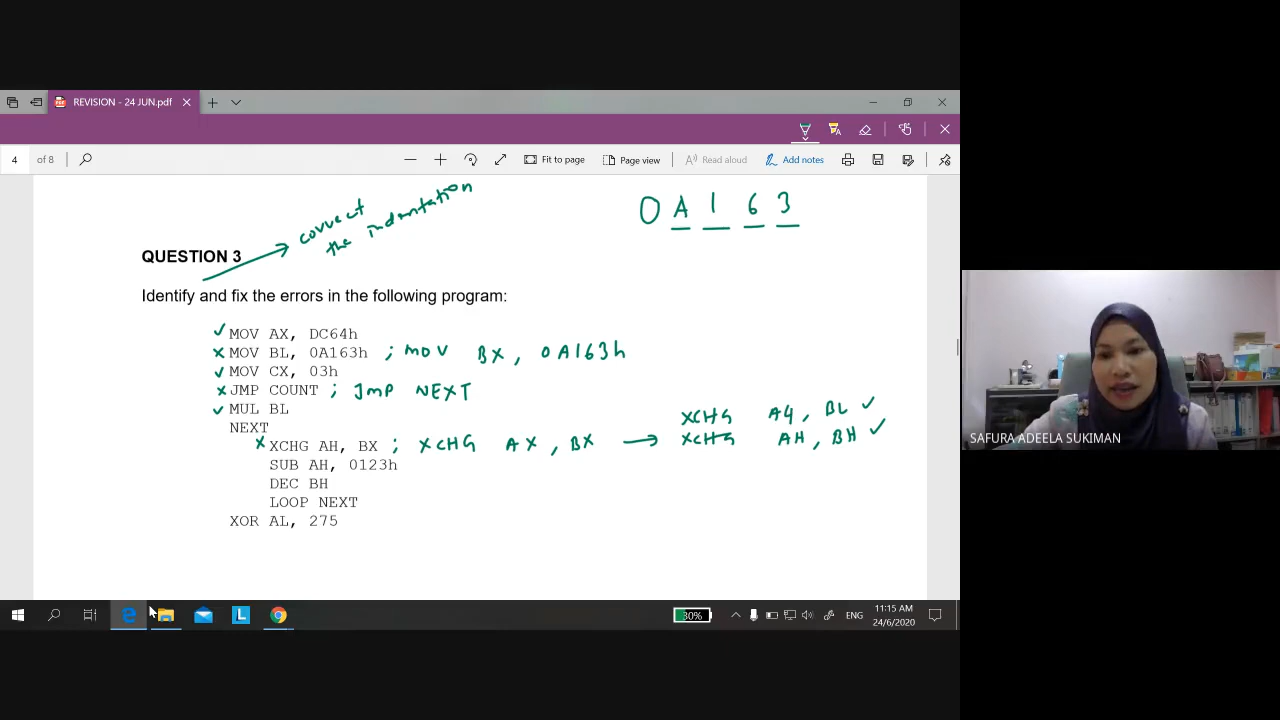 REVISION - 24 JUN.pdf
4 of 8
Fit to page
Page view
Read aloud
Add notes
correct
the indentation
0 A 1 6 3
QUESTION 3
Identify and fix the errors in the following program:
MOV AX, DC64h
MOV BL, 0A163h ; MOV BX, 0A163h
MOV CX, 03h
JMP COUNT ; JMP NEXT
MUL BL
NEXT
XCHG AH, BL
XCHG AH, BX ; XCHG AX, BX → XCHG AH, BH
SUB AH, 0123h
DEC BH
LOOP NEXT
XOR AL, 275
SAFURA ADEELA SUKIMAN
30%
ENG
11:15 AM
24/6/2020